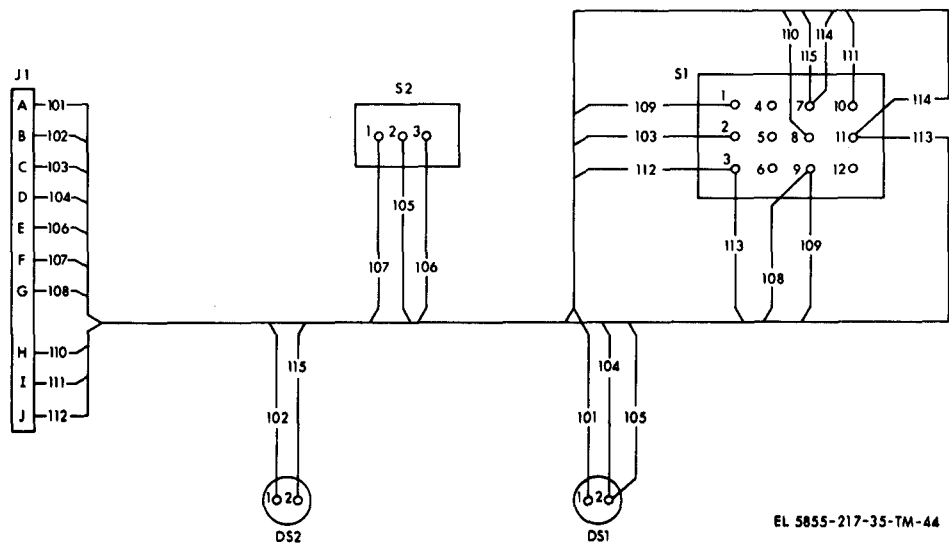 J1
A 101
B 102
C 103
D 104
E 106
F 107
G 108
H 110
I 111
J 112
S2
1 2 3
107
105
106
S1
110 115 114 111
109
103
112
1 4 7 10
2 5 8 11
3 6 9 12
114
113
113
108
109
102
115
1 2
DS2
101
104
105
1 2
DS1
EL 5855-217-35-TM-44